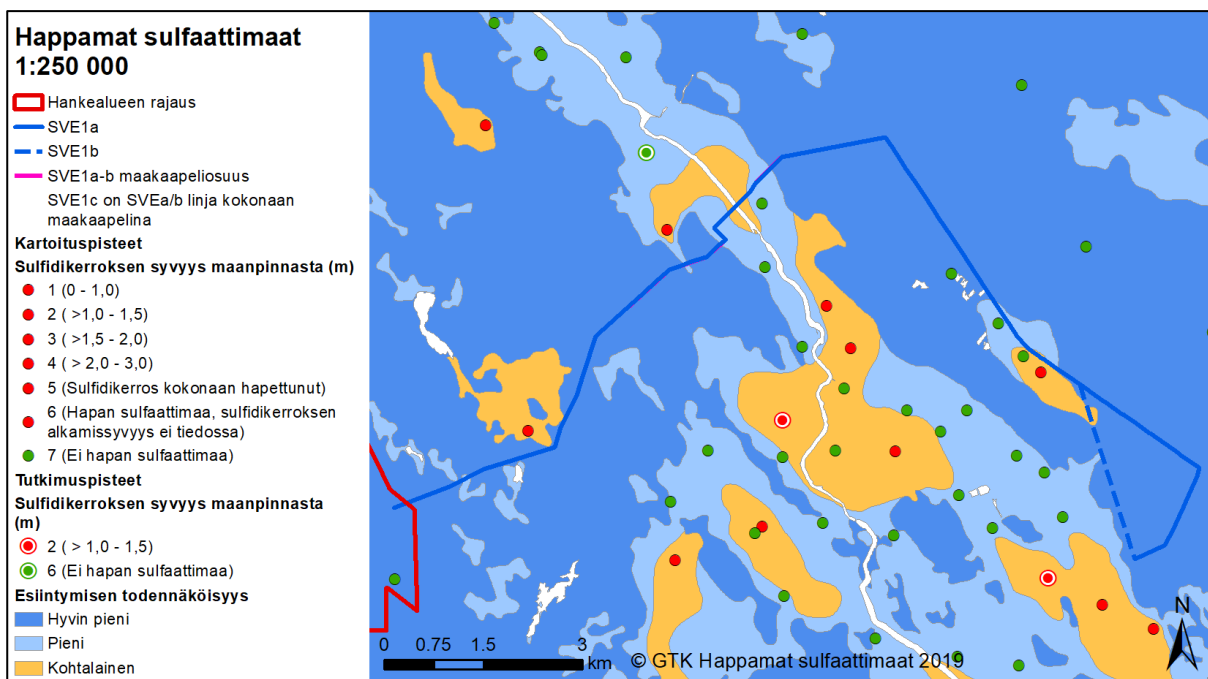 Happamat sulfaattimaat
1:250 000
Hankealueen rajaus
SVE1a
SVE1b
SVE1a-b maakaapeliosuus
SVE1c on SVEa/b linja kokonaan
maakaapelina
Kartoituspisteet
Sulfidikerroksen syvyys maanpinnasta (m)
1 (0 - 1,0)
2 ( >1,0 - 1,5)
3 ( >1,5 - 2,0)
4 ( > 2,0 - 3,0)
5 (Sulfidikerros kokonaan hapettunut)
6 (Hapan sulfaattimaa, sulfidikerroksen
alkamissyvyys ei tiedossa)
7 (Ei hapan sulfaattimaa)
Tutkimuspisteet
Sulfidikerroksen syvyys maanpinnasta
(m)
2 ( > 1,0 - 1,5)
6 (Ei hapan sulfaattimaa)
Esiintymisen todennäköisyys
Hyvin pieni
Pieni
Kohtalainen
0 0.75 1.5 3
km
© GTK Happamat sulfaattimaat 2019
N